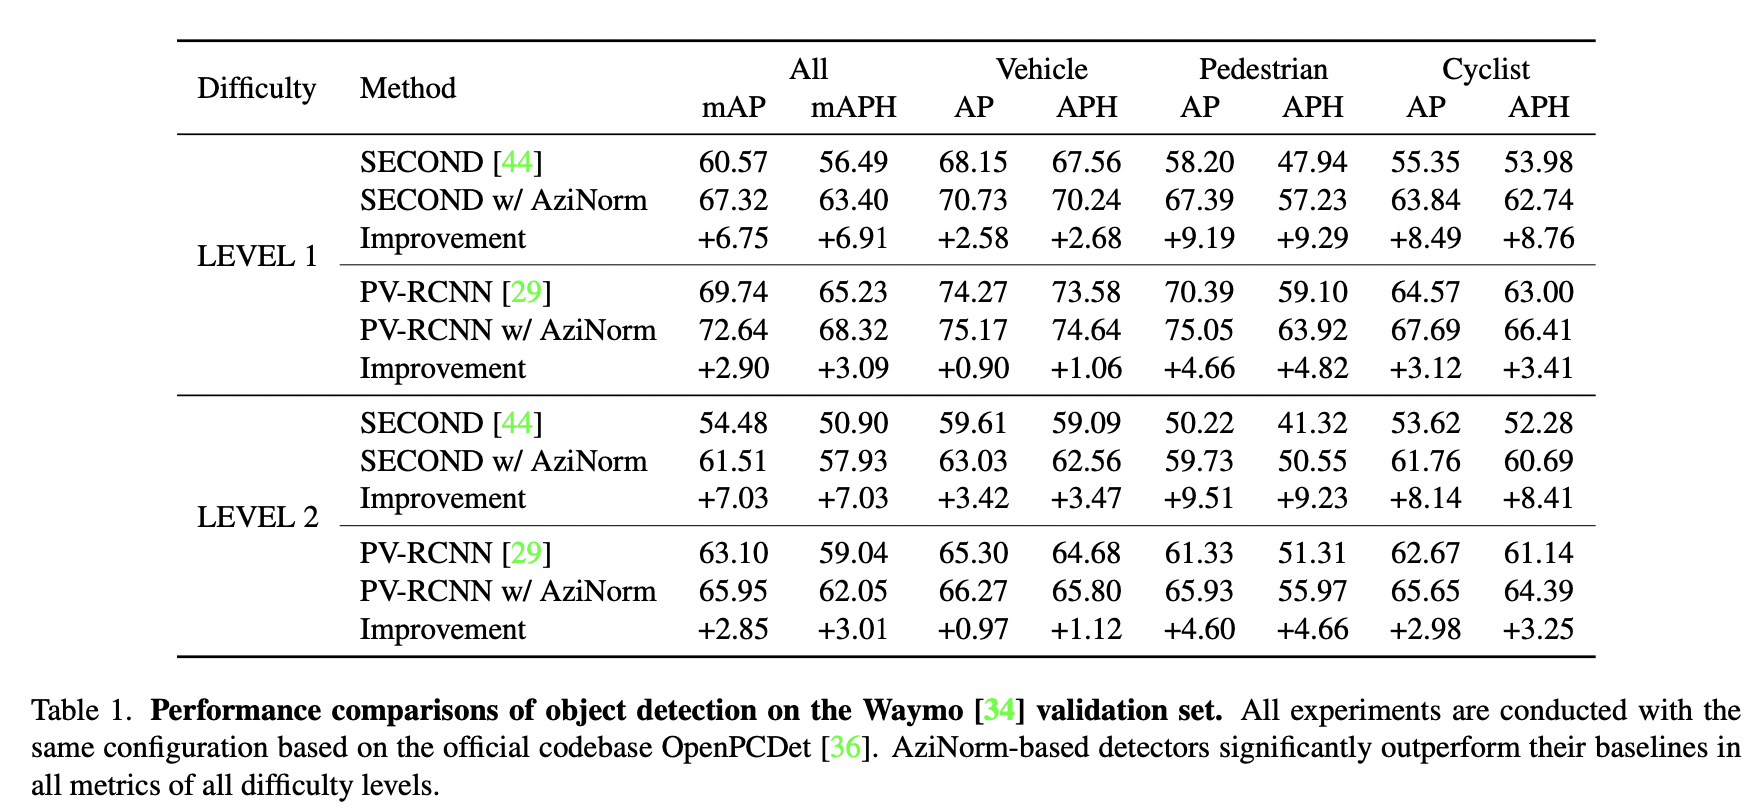 Difficulty Method All Vehicle Pedestrian Cyclist
mAP mAPH AP APH AP APH AP APH
LEVEL 1
SECOND [44] 60.57 56.49 68.15 67.56 58.20 47.94 55.35 53.98
SECOND w/ AziNorm 67.32 63.40 70.73 70.24 67.39 57.23 63.84 62.74
Improvement +6.75 +6.91 +2.58 +2.68 +9.19 +9.29 +8.49 +8.76
PV-RCNN [29] 69.74 65.23 74.27 73.58 70.39 59.10 64.57 63.00
PV-RCNN w/ AziNorm 72.64 68.32 75.17 74.64 75.05 63.92 67.69 66.41
Improvement +2.90 +3.09 +0.90 +1.06 +4.66 +4.82 +3.12 +3.41
LEVEL 2
SECOND [44] 54.48 50.90 59.61 59.09 50.22 41.32 53.62 52.28
SECOND w/ AziNorm 61.51 57.93 63.03 62.56 59.73 50.55 61.76 60.69
Improvement +7.03 +7.03 +3.42 +3.47 +9.51 +9.23 +8.14 +8.41
PV-RCNN [29] 63.10 59.04 65.30 64.68 61.33 51.31 62.67 61.14
PV-RCNN w/ AziNorm 65.95 62.05 66.27 65.80 65.93 55.97 65.65 64.39
Improvement +2.85 +3.01 +0.97 +1.12 +4.60 +4.66 +2.98 +3.25
Table 1. Performance comparisons of object detection on the Waymo [34] validation set. All experiments are conducted with the
same configuration based on the official codebase OpenPCDet [36]. AziNorm-based detectors significantly outperform their baselines in
all metrics of all difficulty levels.